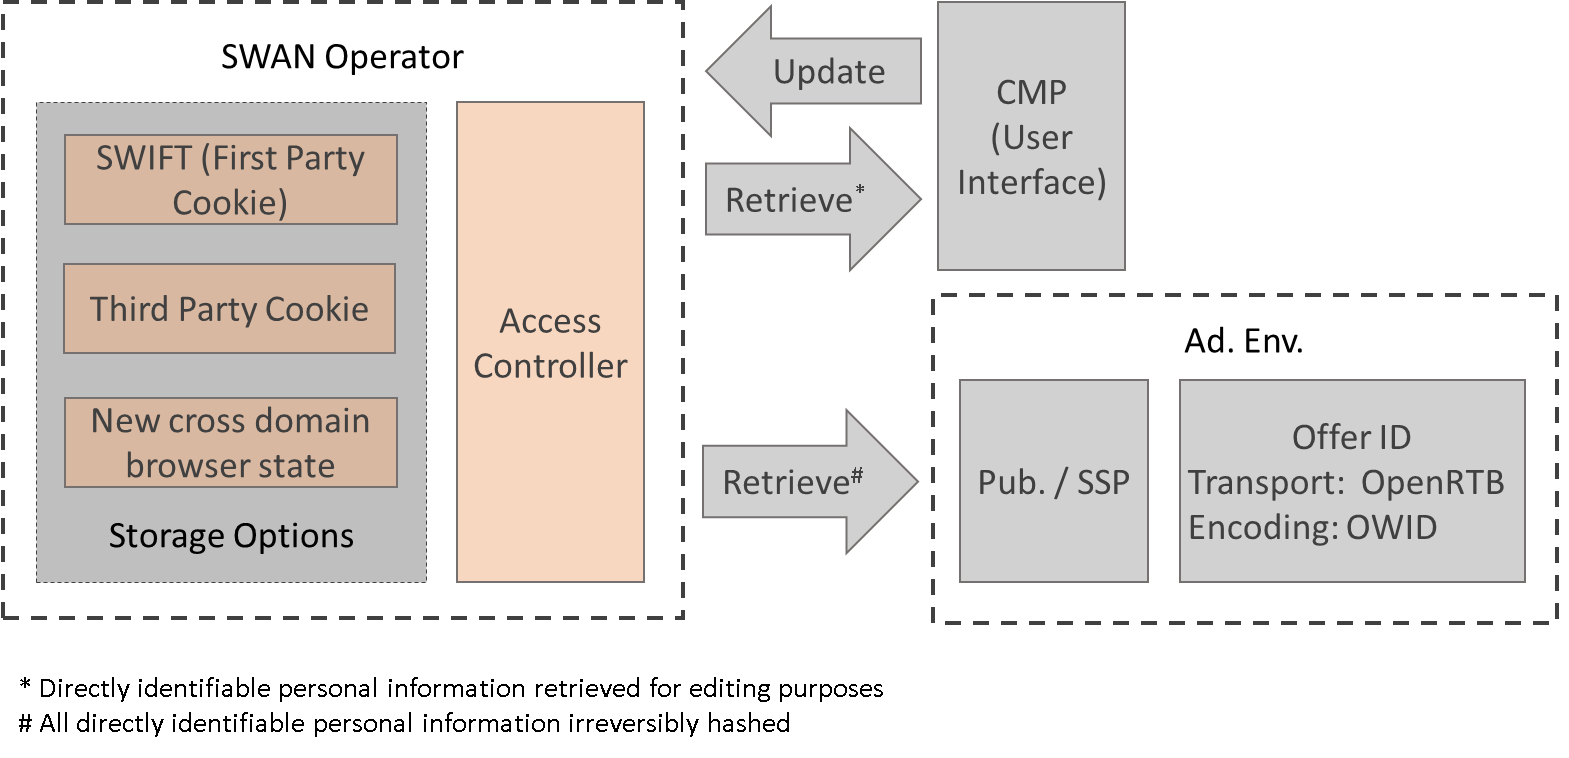 SWAN Operator
SWIFT (First Party
Cookie)
Third Party Cookie
New cross domain
browser state
Storage Options
Access
Controller
Update
Retrieve*
CMP
(User
Interface)
Retrieve#
Ad. Env.
Pub. / SSP
Offer ID
Transport: OpenRTB
Encoding: OWID
* Directly identifiable personal information retrieved for editing purposes
# All directly identifiable personal information irreversibly hashed